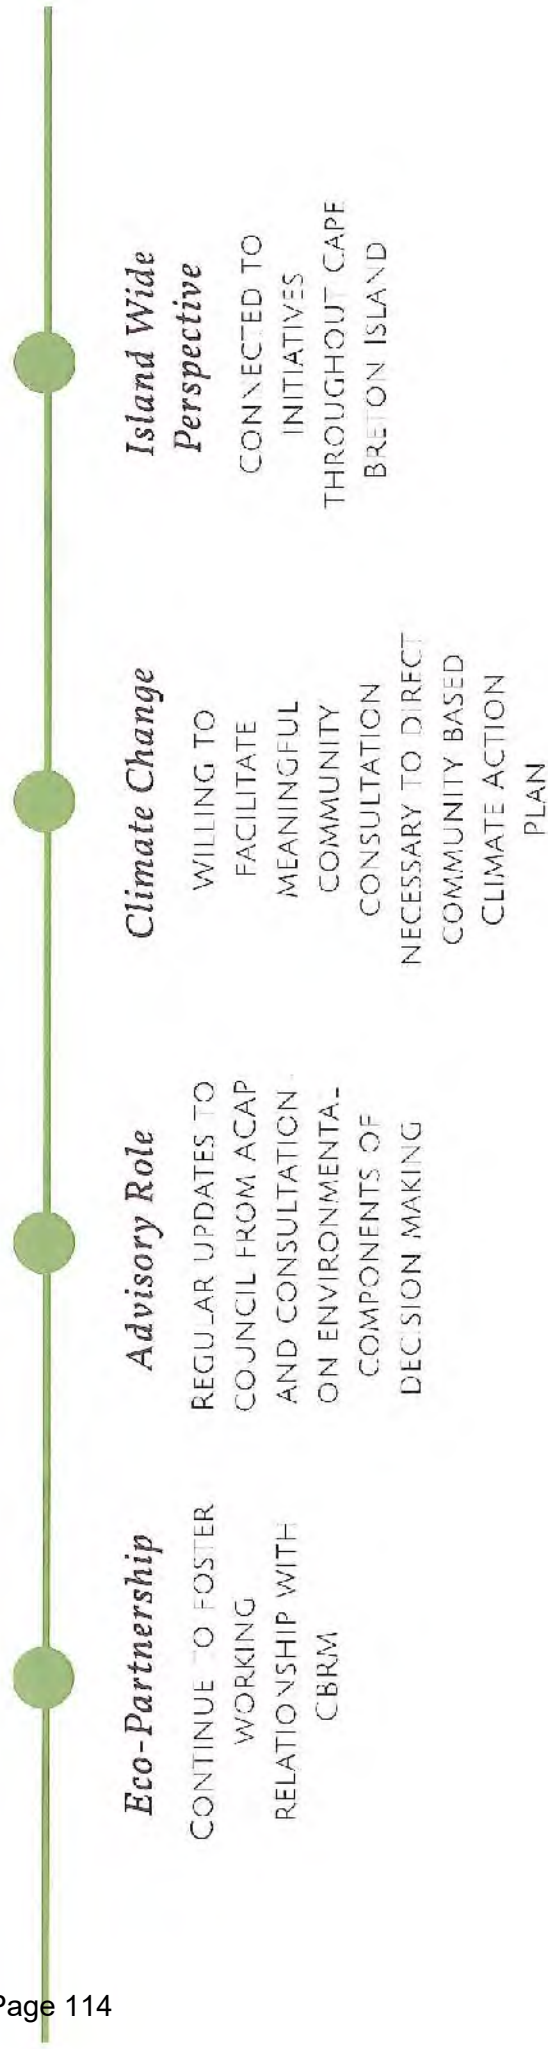 Eco-Partnership
CONTINUE TO FOSTER
WORKING
RELATIONSHIP WITH
CBRM
Advisory Role
REGULAR UPDATES TO
COUNCIL FROM ACAP
AND CONSULTATION
ON ENVIRONMENTAL
COMPONENTS OF
DECISION MAKING
Climate Change
WILLING TO
FACILITATE
MEANINGFUL
COMMUNITY
CONSULTATION
NECESSARY TO DIRECT
COMMUNITY BASED
CLIMATE ACTION
PLAN
Island Wide
Perspective
CONNECTED TO
INITIATIVES
THROUGHOUT CAPE
BRETON ISLAND
Page 114